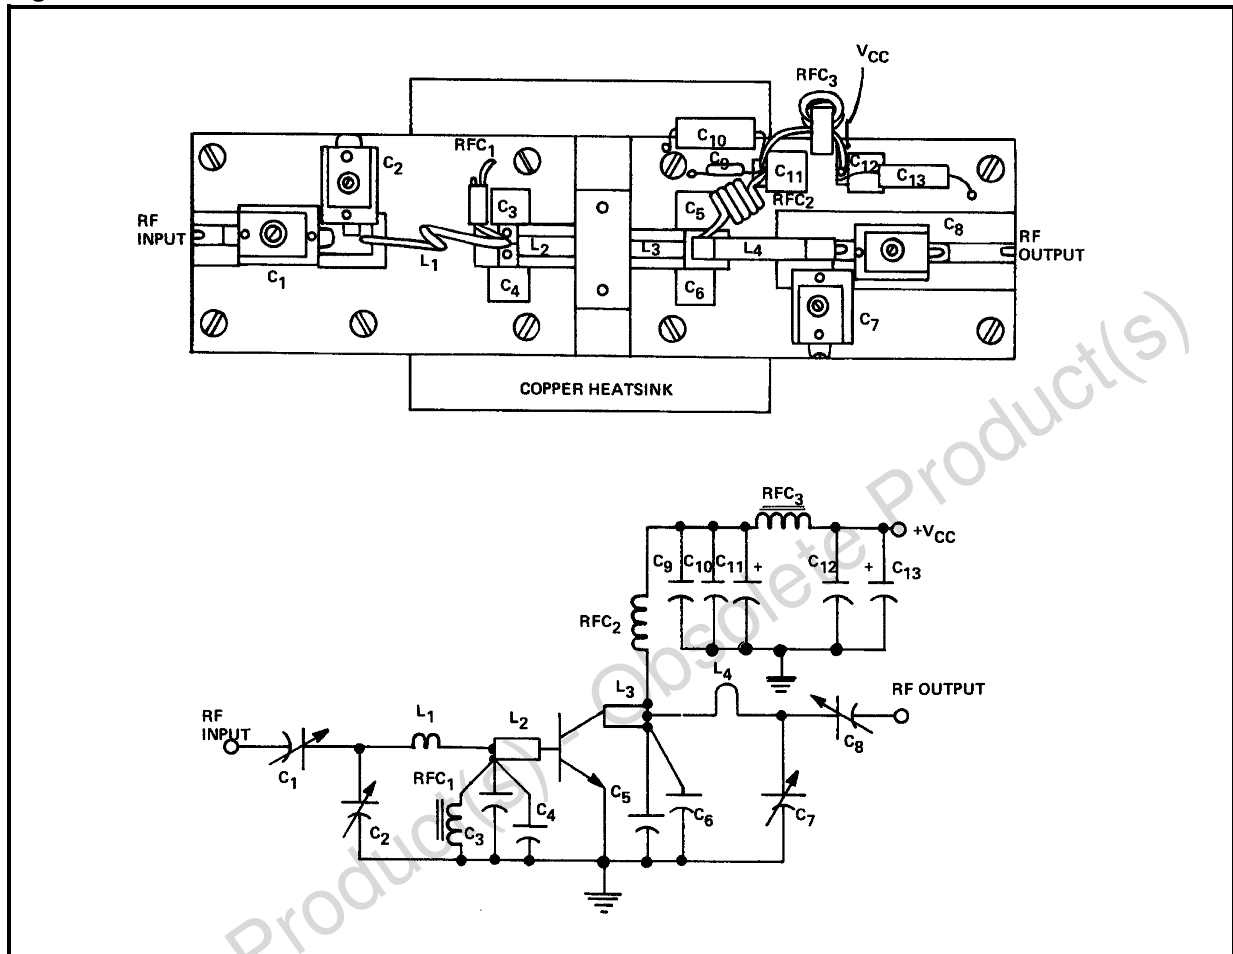 VCC
RFC3
C10
RFC1
C2
C9
C11
C12
C13
C3
C5
RFC2
C8
RF
INPUT
L1
L2
L3
L4
RF
OUTPUT
C1
C4
C6
C7
COPPER HEATSINK
RFC3
+VCC
C9 C10 C11 + C12 + C13
RFC2
L4
L3
RF OUTPUT
RF
INPUT
L1
L2
C8
C1
RFC1
C5
C4
C6
C7
C2
C3
Product(s) - Obsolete Product(s)